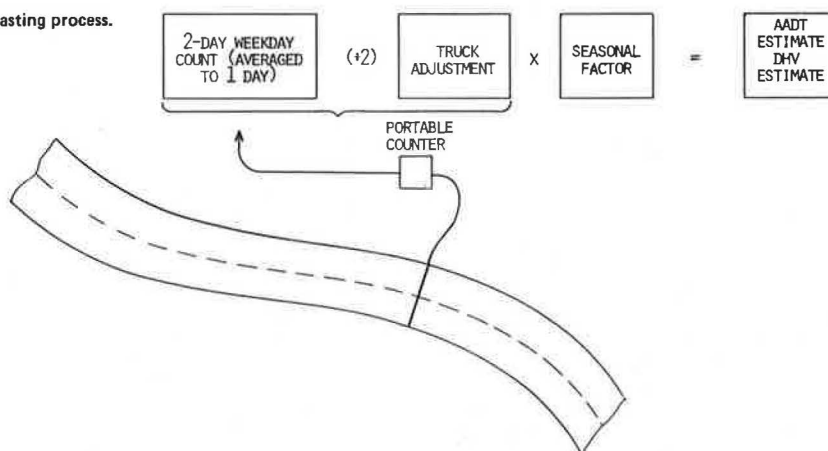 asting process.
2-DAY WEEKDAY
COUNT (AVERAGED
TO 1 DAY)
(÷2)
TRUCK
ADJUSTMENT
X
SEASONAL
FACTOR
=
AADT
ESTIMATE
DHV
ESTIMATE
PORTABLE
COUNTER